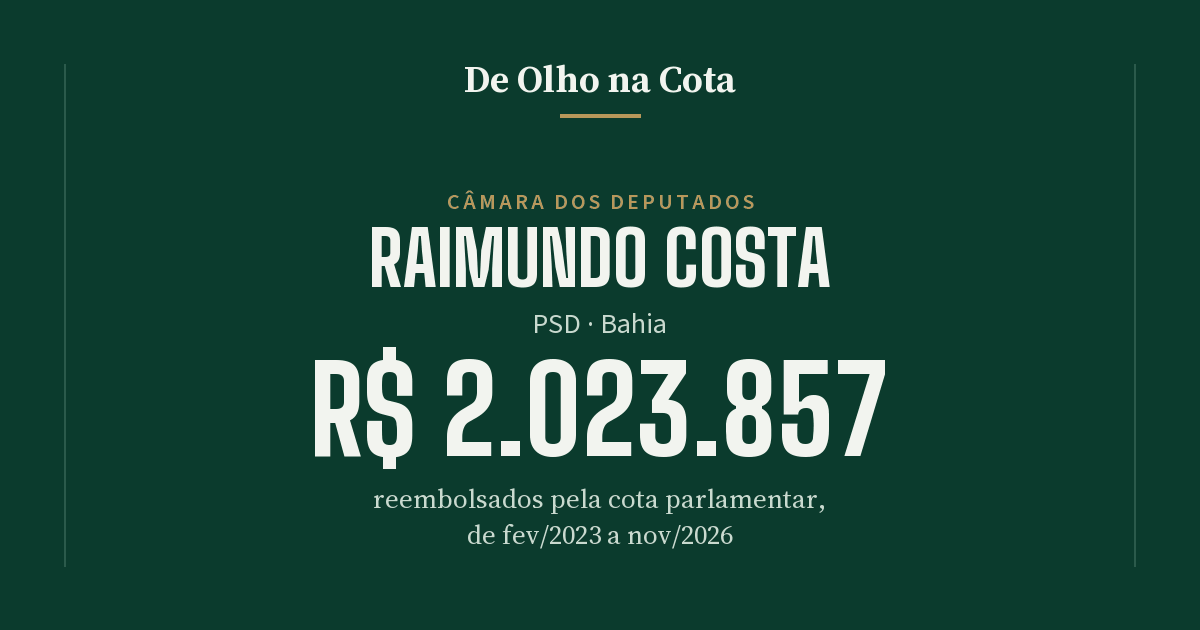 De Olho na Cota
CÂMARA DOS DEPUTADOS
RAIMUNDO COSTA
PSD · Bahia
R$ 2.023.857
reembolsados pela cota parlamentar,
de fev/2023 a nov/2026